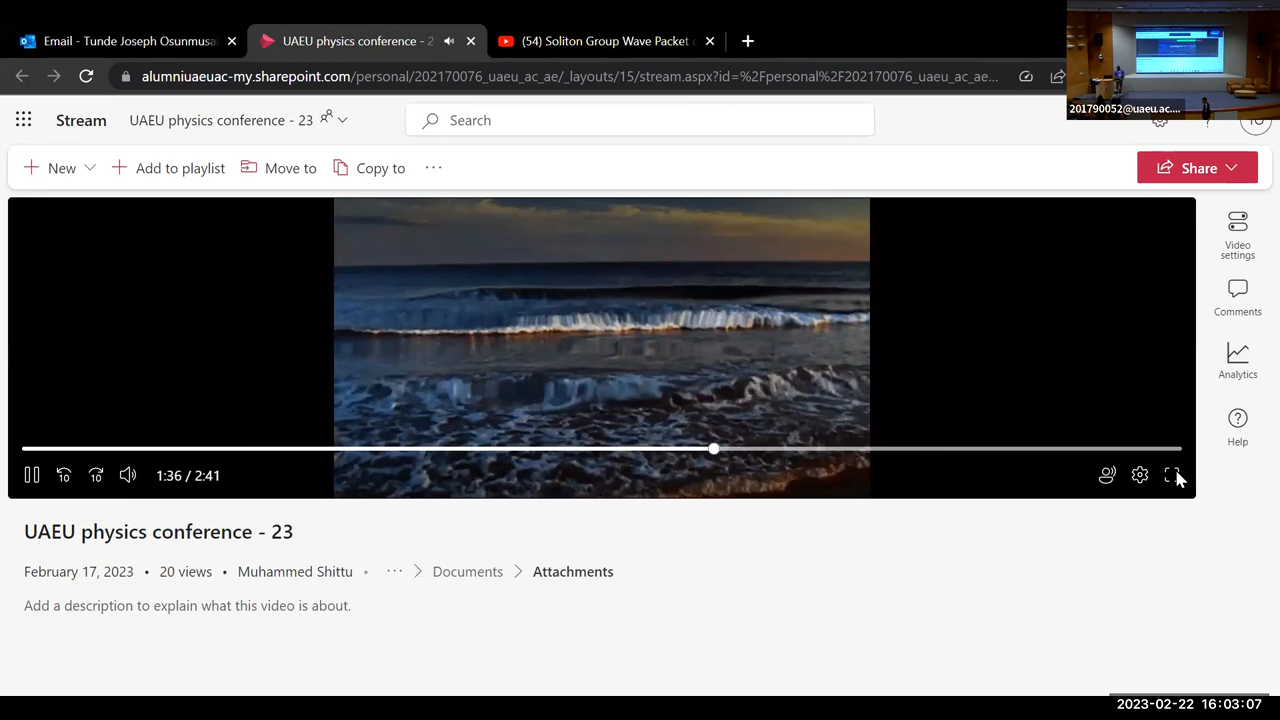 Email - Tunde Joseph Osunmusa
UAEU physics conference - 2
(54) Soliton Group Wave Packet
alumniuaeuac-my.sharepoint.com/personal/202170076_uaeu_ac_ae/_layouts/15/stream.aspx?id=%2Fpersonal%2F202170076_uaeu_ac_ae...
201790052@uaeu.ac....
Stream
UAEU physics conference - 23
Search
New
Add to playlist
Move to
Copy to
...
Share
Video settings
Comments
Analytics
Help
10
10
1:36 / 2:41
UAEU physics conference - 23
February 17, 2023 • 20 views • Muhammed Shittu • ... > Documents > Attachments
Add a description to explain what this video is about.
2023-02-22 16:03:07